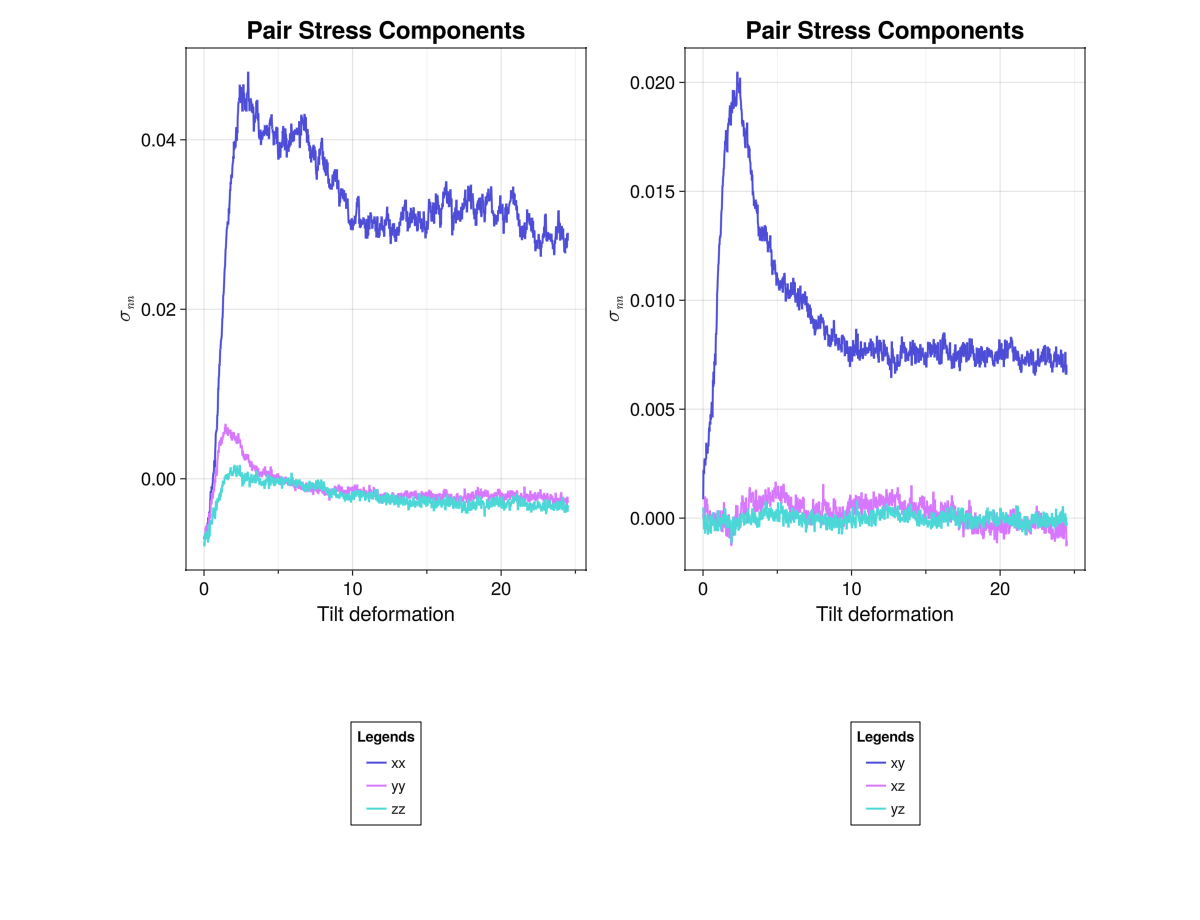 Pair Stress Components
σnn
0.04
0.02
0.00
0
10
20
Tilt deformation
Pair Stress Components
σnn
0.020
0.015
0.010
0.005
0.000
0
10
20
Tilt deformation
Legends
xx
yy
zz
Legends
xy
xz
yz